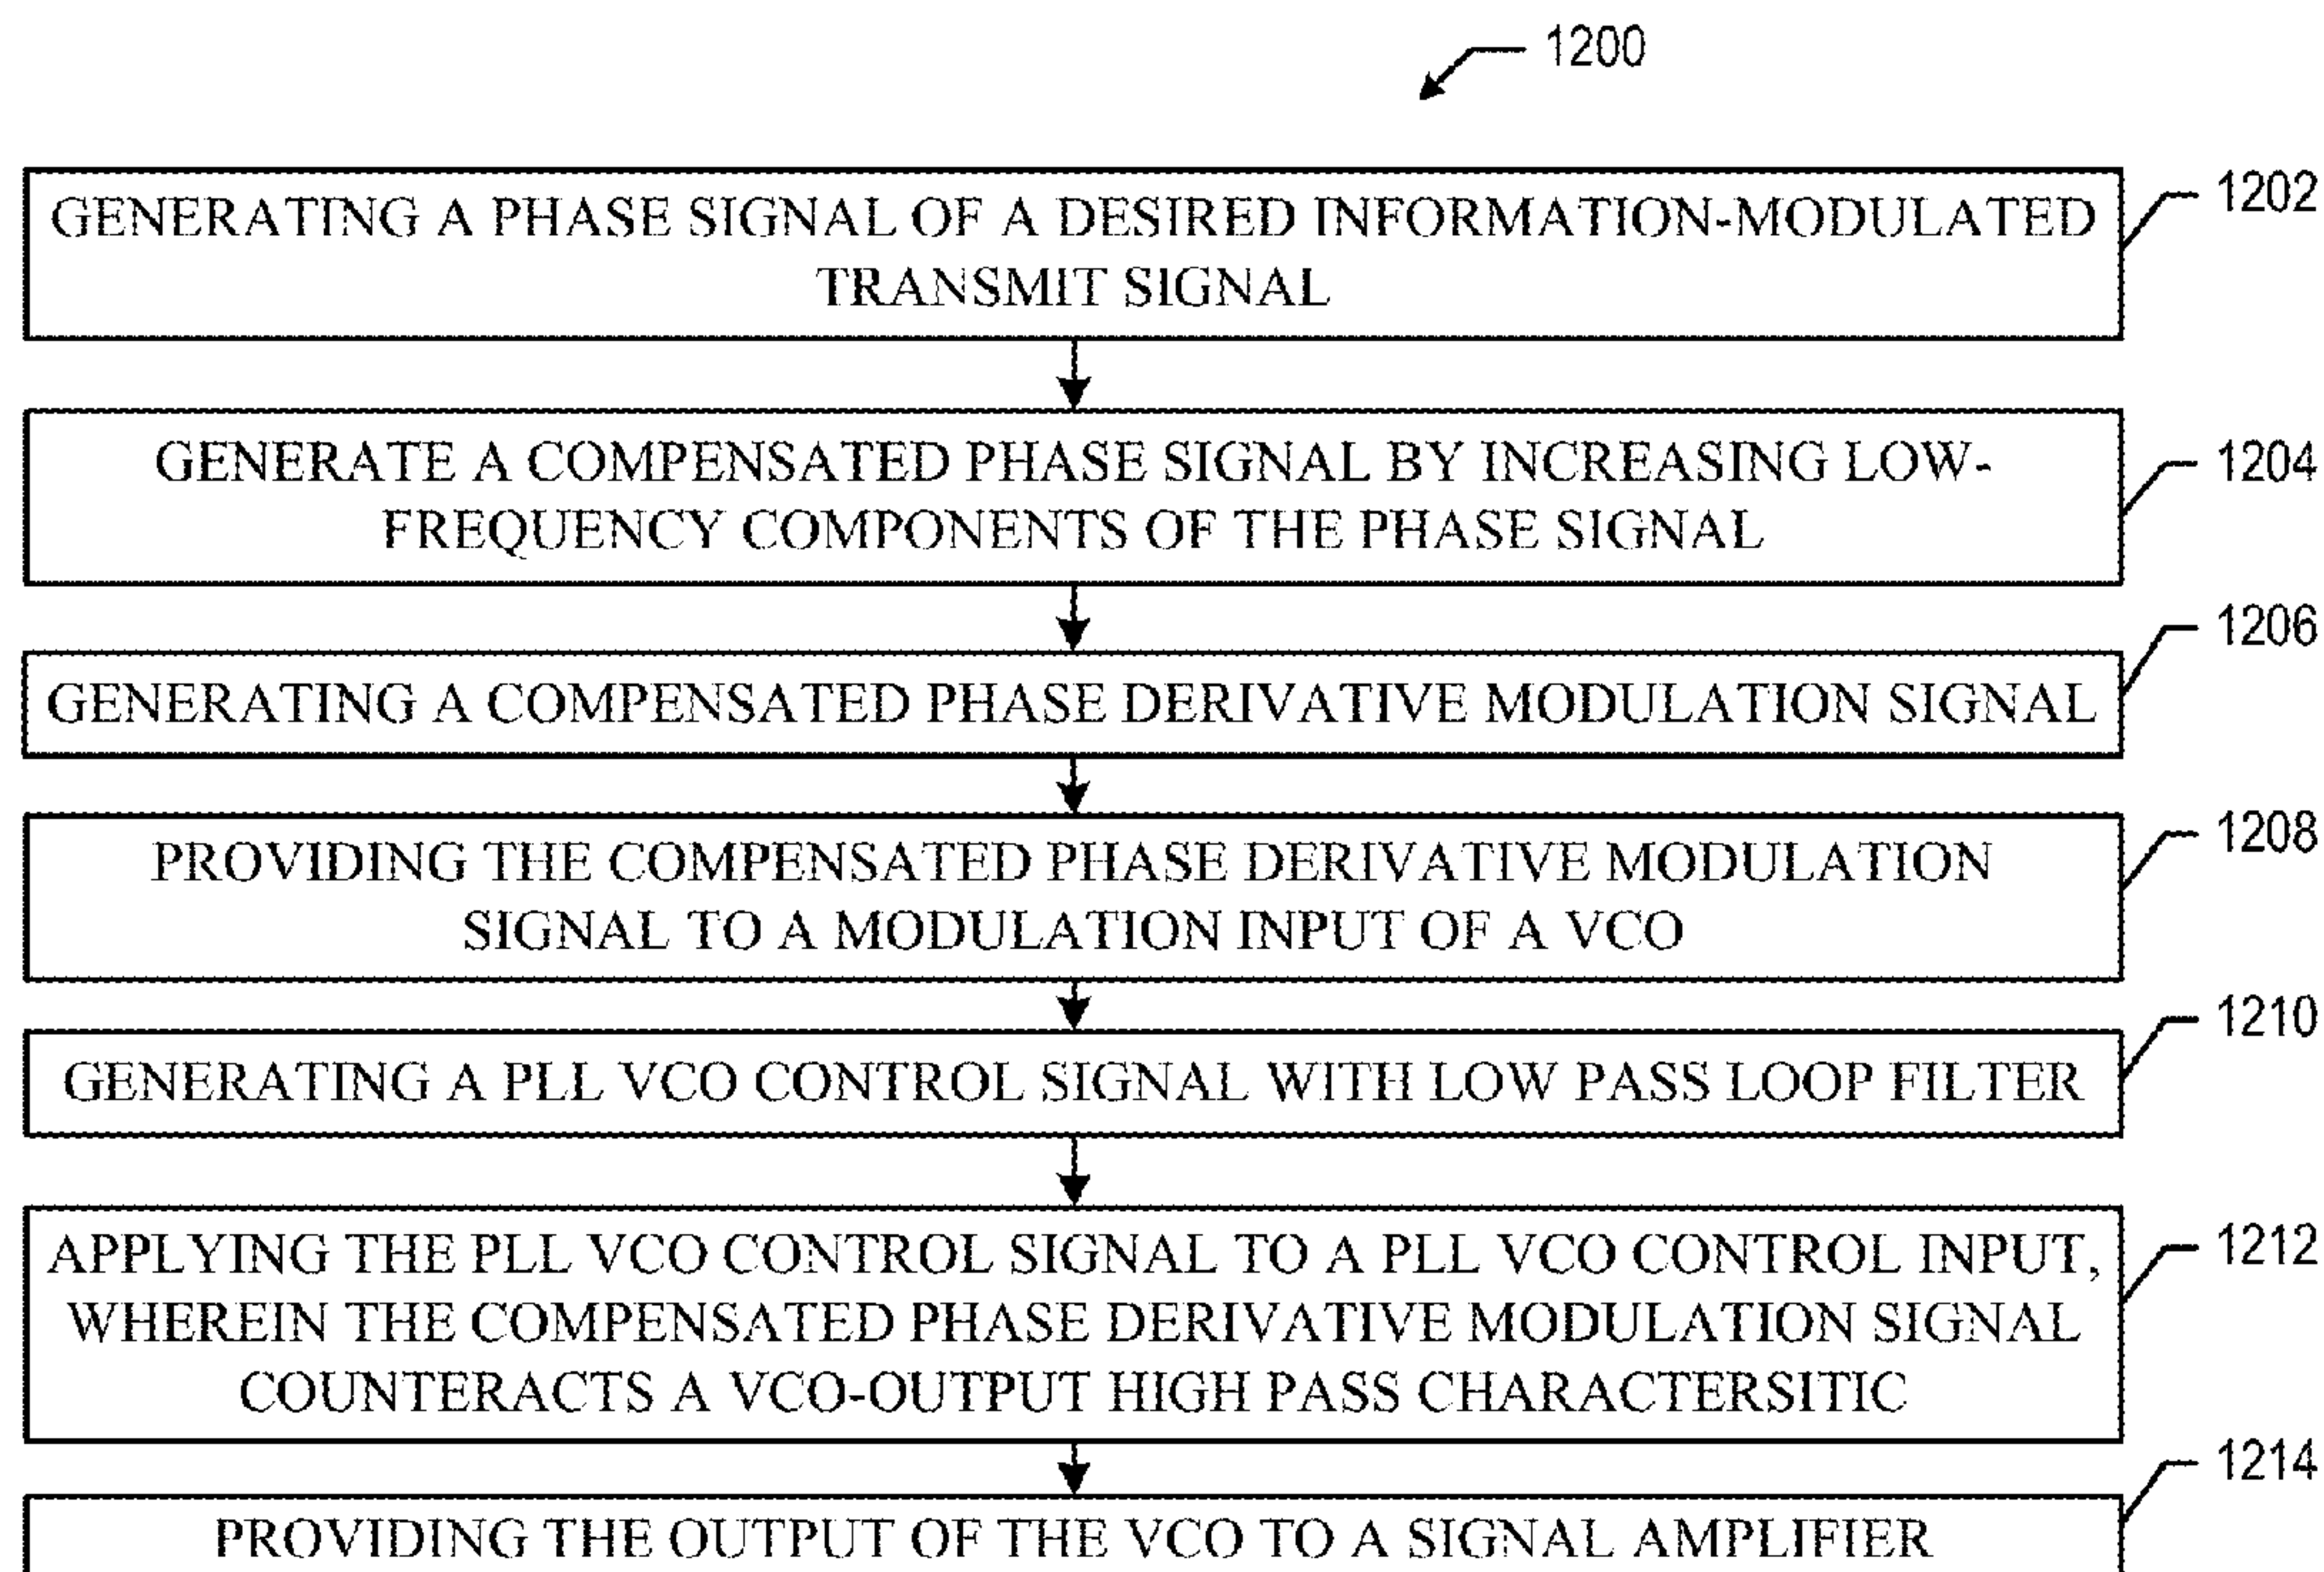 1200
GENERATING A PHASE SIGNAL OF A DESIRED INFORMATION-MODULATED
TRANSMIT SIGNAL
1202
GENERATE A COMPENSATED PHASE SIGNAL BY INCREASING LOW-
FREQUENCY COMPONENTS OF THE PHASE SIGNAL
1204
GENERATING A COMPENSATED PHASE DERIVATIVE MODULATION SIGNAL
1206
PROVIDING THE COMPENSATED PHASE DERIVATIVE MODULATION
SIGNAL TO A MODULATION INPUT OF A VCO
1208
GENERATING A PLL VCO CONTROL SIGNAL WITH LOW PASS LOOP FILTER
1210
APPLYING THE PLL VCO CONTROL SIGNAL TO A PLL VCO CONTROL INPUT,
WHEREIN THE COMPENSATED PHASE DERIVATIVE MODULATION SIGNAL
COUNTERACTS A VCO-OUTPUT HIGH PASS CHARACTERSITIC
1212
PROVIDING THE OUTPUT OF THE VCO TO A SIGNAL AMPLIFIER
1214